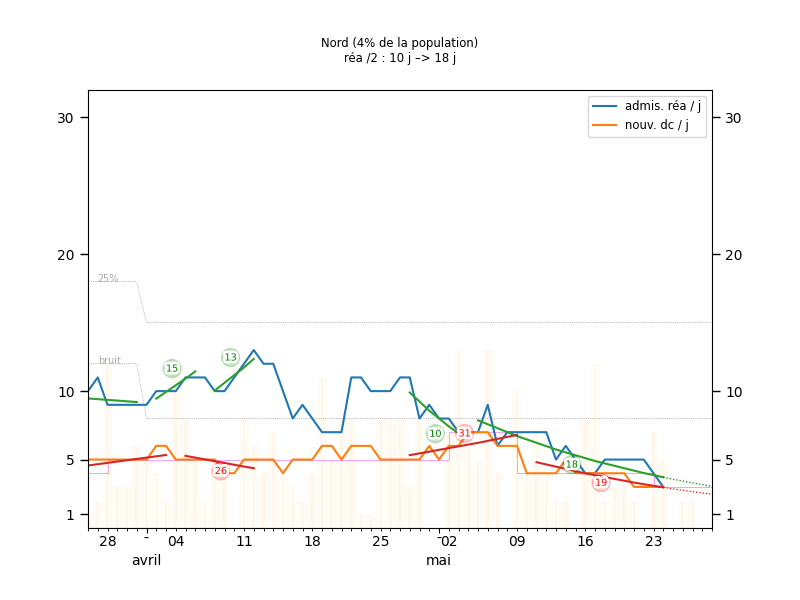 Nord (4% de la population)
réa /2 : 10 j –> 18 j
admis. réa / j
nouv. dc / j
30 30
20 20
25%
bruit
10 10
15
13
10
31
26
18
19
5 5
1 1
28 - 04 11 18 25 - 02 09 16 23
avril mai